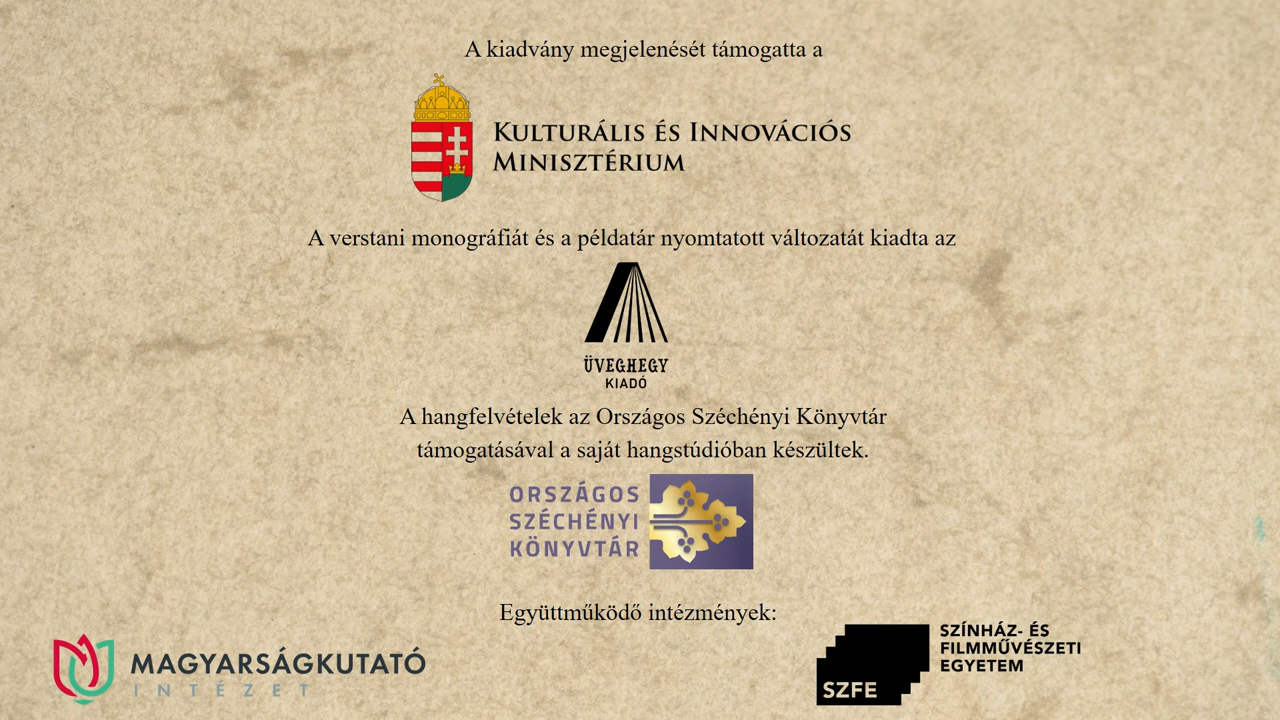 A kiadvány megjelenését támogatta a
Kulturális és Innovációs
Minisztérium
A verstani monográfiát és a példatár nyomtatott változatát kiadta az
ÜVEGHEGY
KIADÓ
A hangfelvételek az Országos Széchényi Könyvtár
támogatásával a saját hangstúdióban készültek.
ORSZÁGOS
SZÉCHÉNYI
KÖNYVTÁR
Együttműködő intézmények:
MAGYARSÁGKUTATÓ
INTÉZET
SZÍNHÁZ- ÉS
FILMMŰVÉSZETI
EGYETEM
SZFE